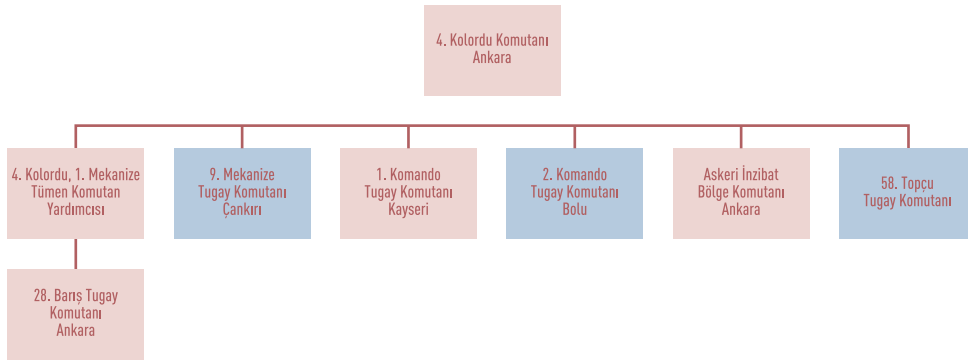 4. Kolordu Komutanı
Ankara
4. Kolordu, 1. Mekanize
Tümen Komutan
Yardımcısı
9. Mekanize
Tugay Komutanı
Çankırı
1. Komando
Tugay Komutanı
Kayseri
2. Komando
Tugay Komutanı
Bolu
Askeri İnzibat
Bölge Komutanı
Ankara
58. Topçu
Tugay Komutanı
28. Barış Tugay
Komutanı
Ankara